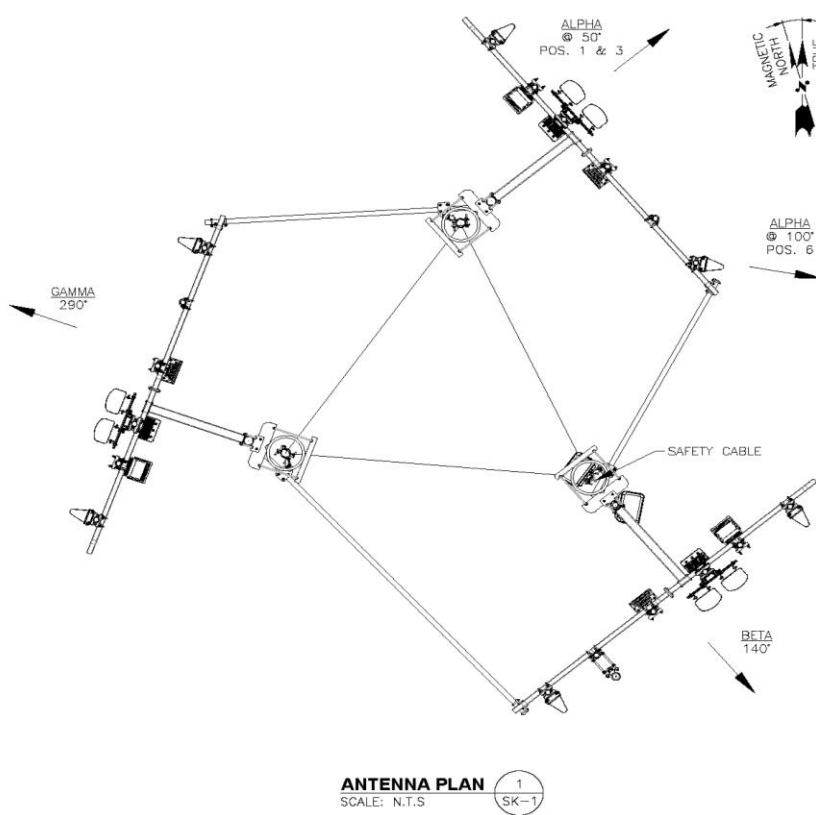 ALPHA
@ 50°
POS. 1 & 3
MAGNETIC
NORTH
ALPHA
@ 100°
POS. 6
GAMMA
290°
SAFETY CABLE
BETA
140°
ANTENNA PLAN
SCALE: N.T.S
1
SK-1